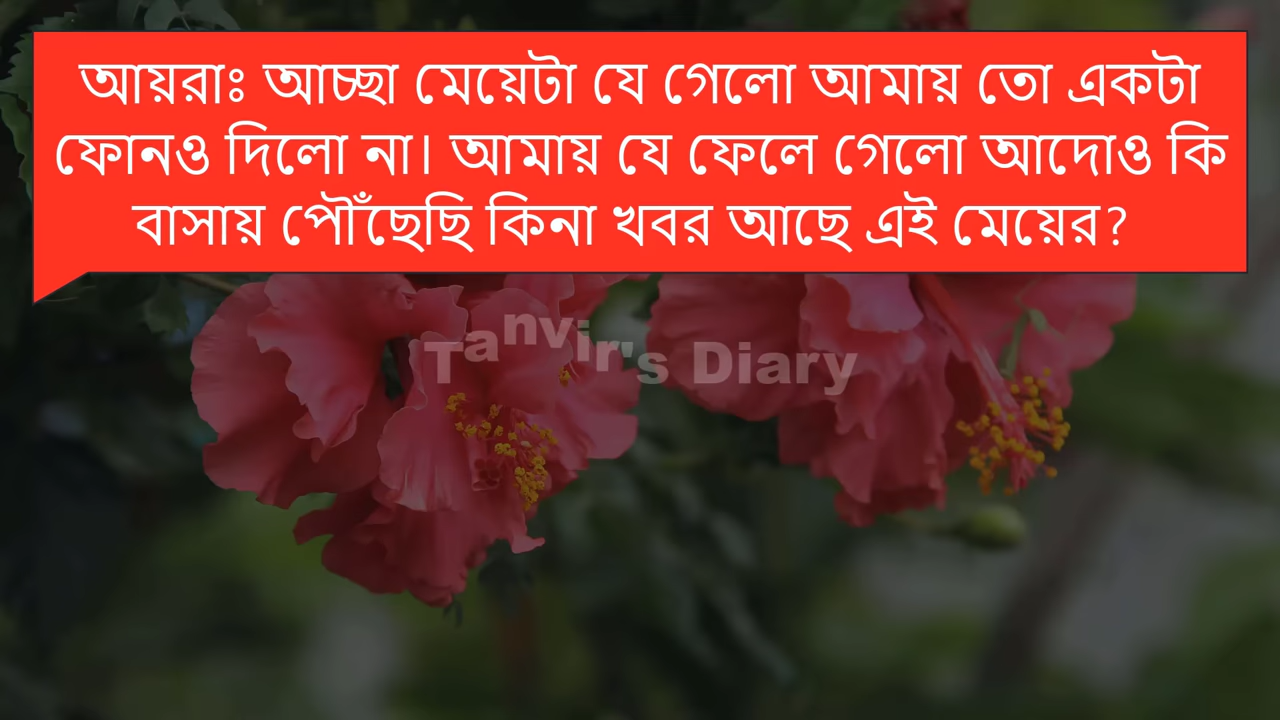 আয়রাঃ আচ্ছা মেয়েটা যে গেলো আমায় তো একটা
ফোনও দিলো না। আমায় যে ফেলে গেলো আদোও কি
বাসায় পৌঁছেছি কিনা খবর আছে এই মেয়ের?
Tanvir's Diary